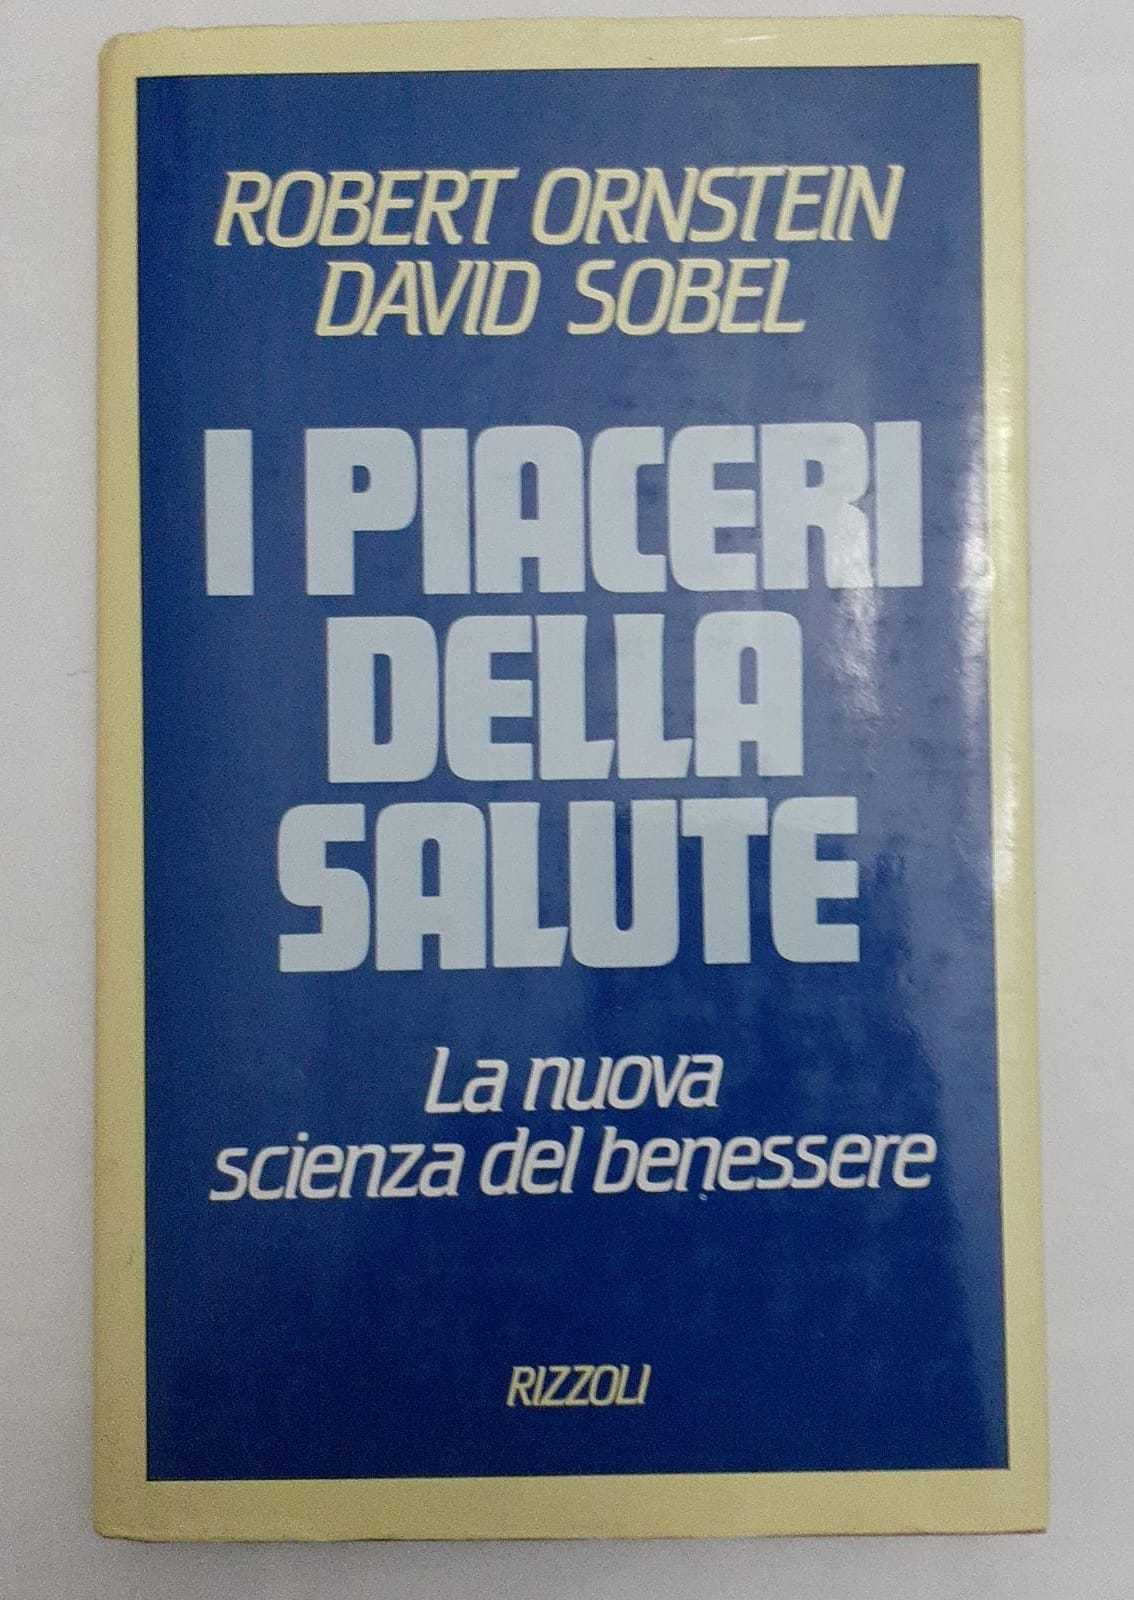 ROBERT ORNSTEIN
DAVID SOBEL
I PIACERI
DELLA
SALUTE
La nuova
scienza del benessere
RIZZOLI